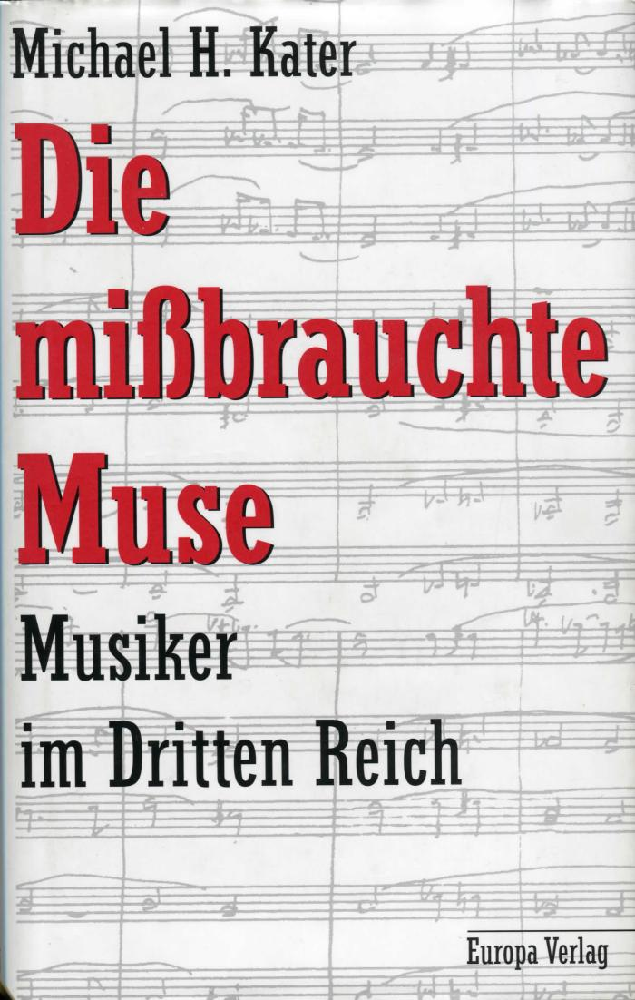 Michael H. Kater
Die
mißbrauchte
Muse
Musiker
im Dritten Reich
Europa Verlag